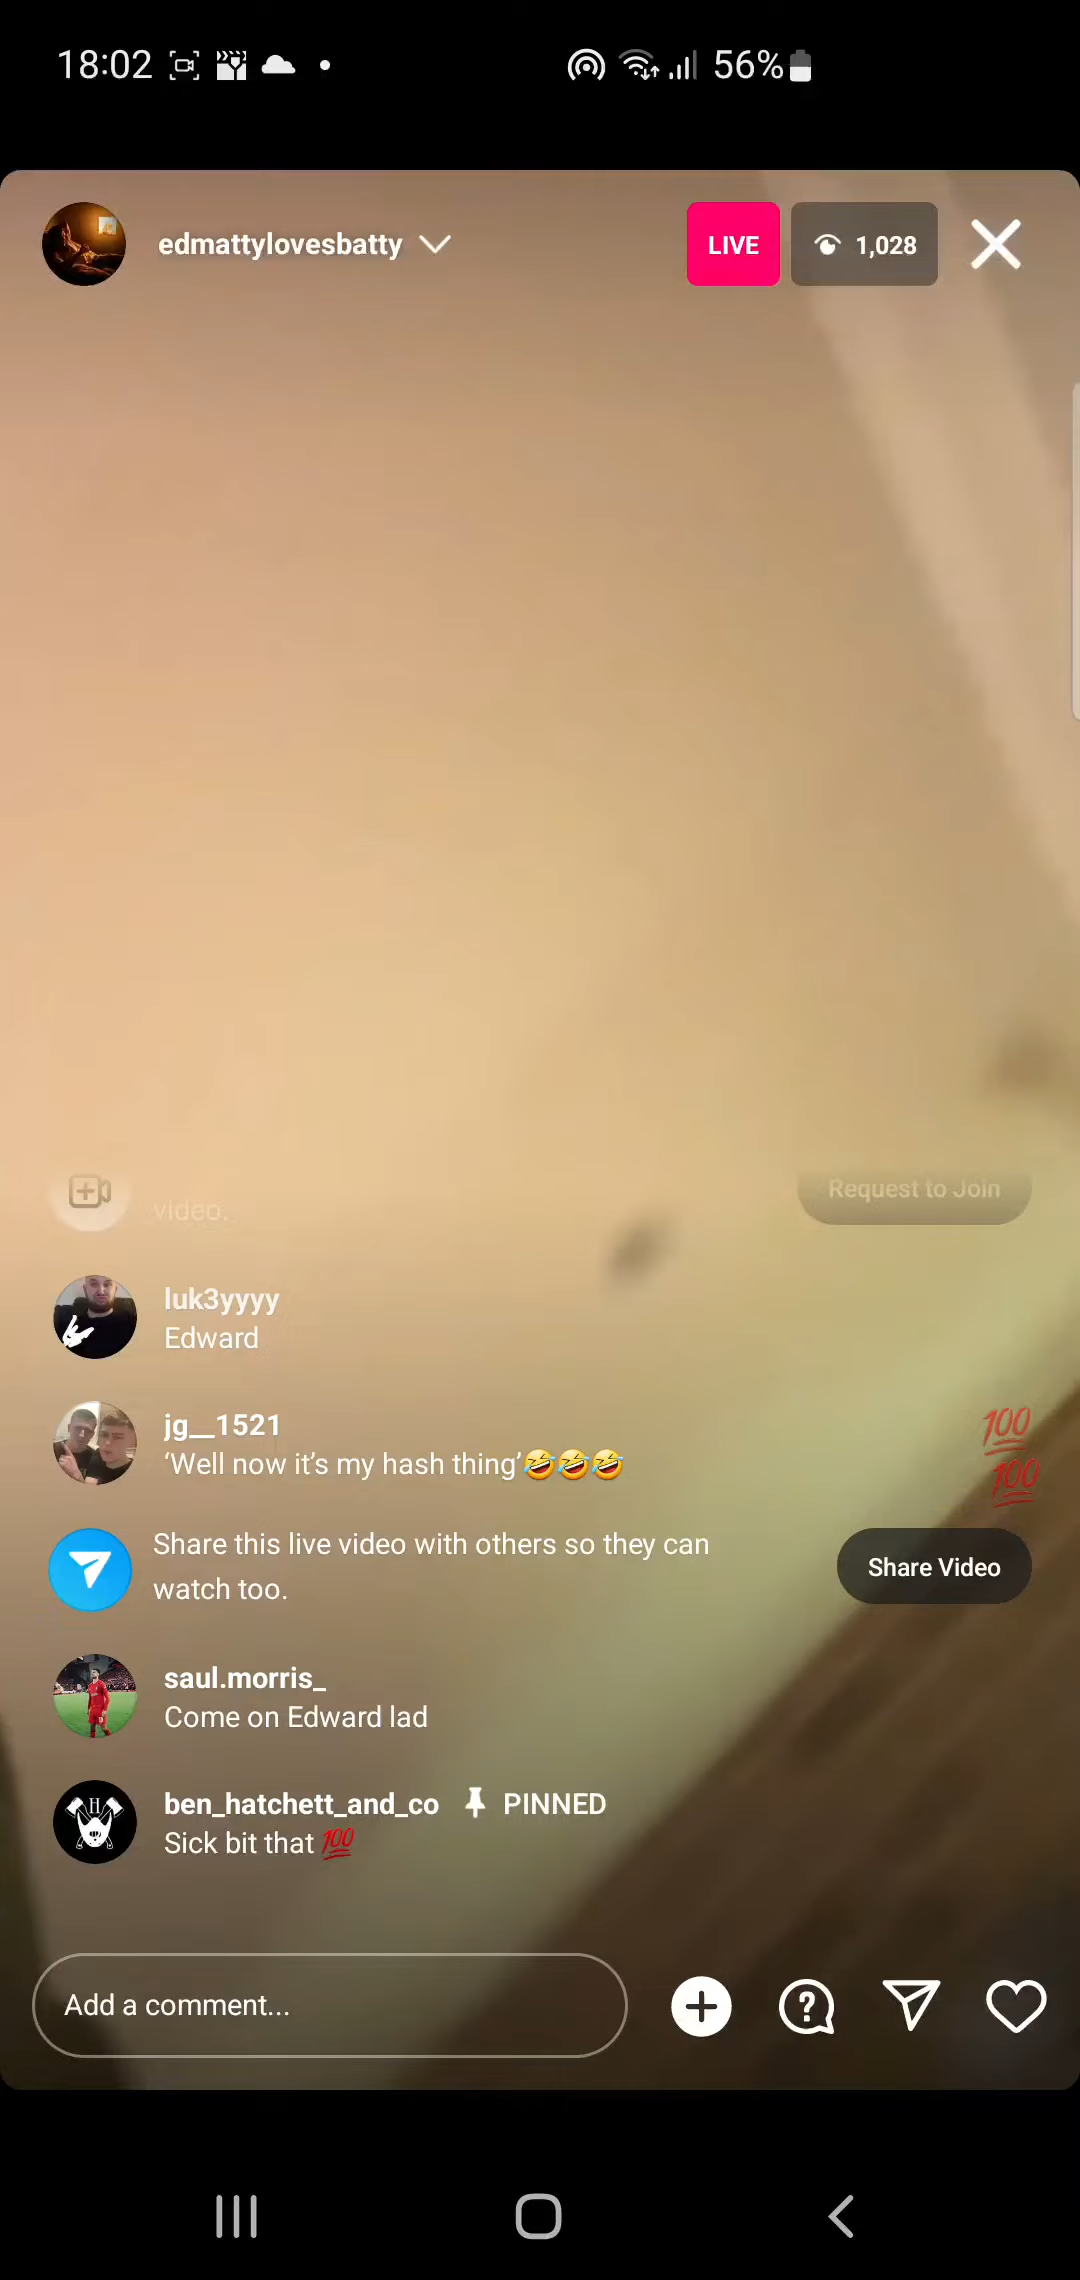 18:02
56%
edmattylovesbatty
LIVE
1,028
video.
Request to Join
luk3yyyy
Edward
jg__1521
‘Well now it’s my hash thing’🤣🤣🤣
💯
💯
Share this live video with others so they can
watch too.
Share Video
saul.morris_
Come on Edward lad
ben_hatchett_and_co PINNED
Sick bit that 💯
Add a comment...